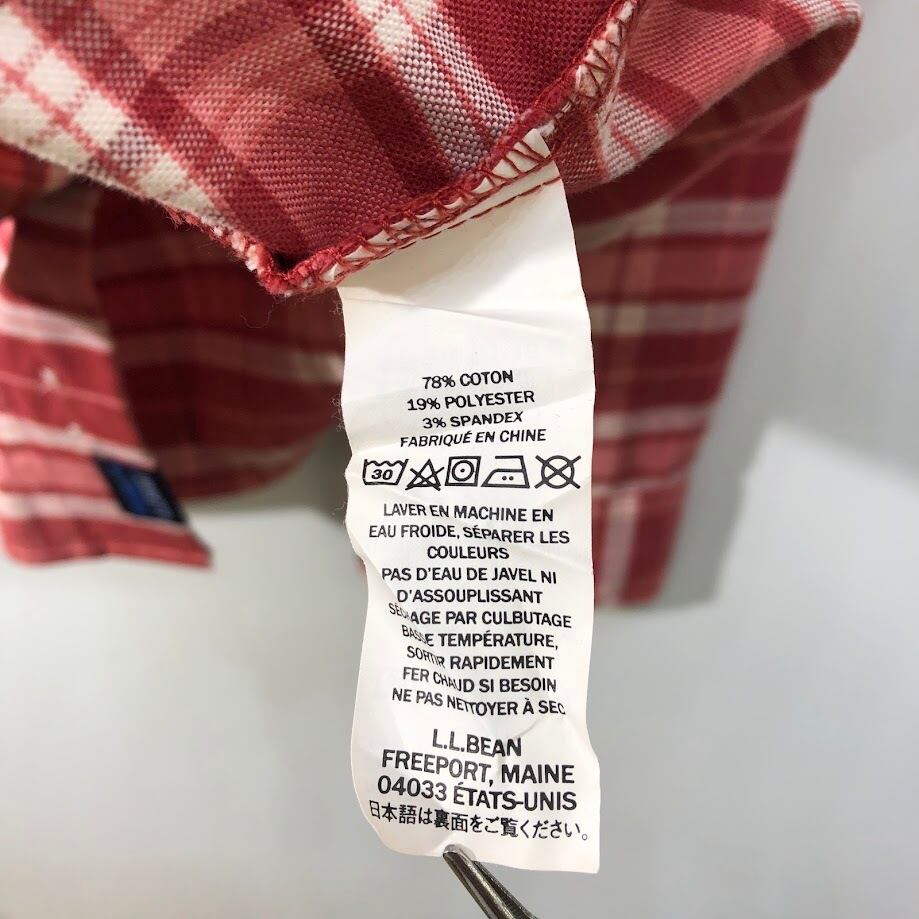 78% COTON
19% POLYESTER
3% SPANDEX
FABRIQUÉ EN CHINE
30
LAVER EN MACHINE EN
EAU FROIDE, SÉPARER LES
COULEURS
PAS D'EAU DE JAVEL NI
D'ASSOUPLISSANT
SÉCHAGE PAR CULBUTAGE
BASSE TEMPÉRATURE,
SORTIR RAPIDEMENT
FER CHAUD SI BESOIN
NE PAS NETTOYER À SEC
L.L.BEAN
FREEPORT, MAINE
04033 ÉTATS-UNIS
日本語は裏面をご覧ください。